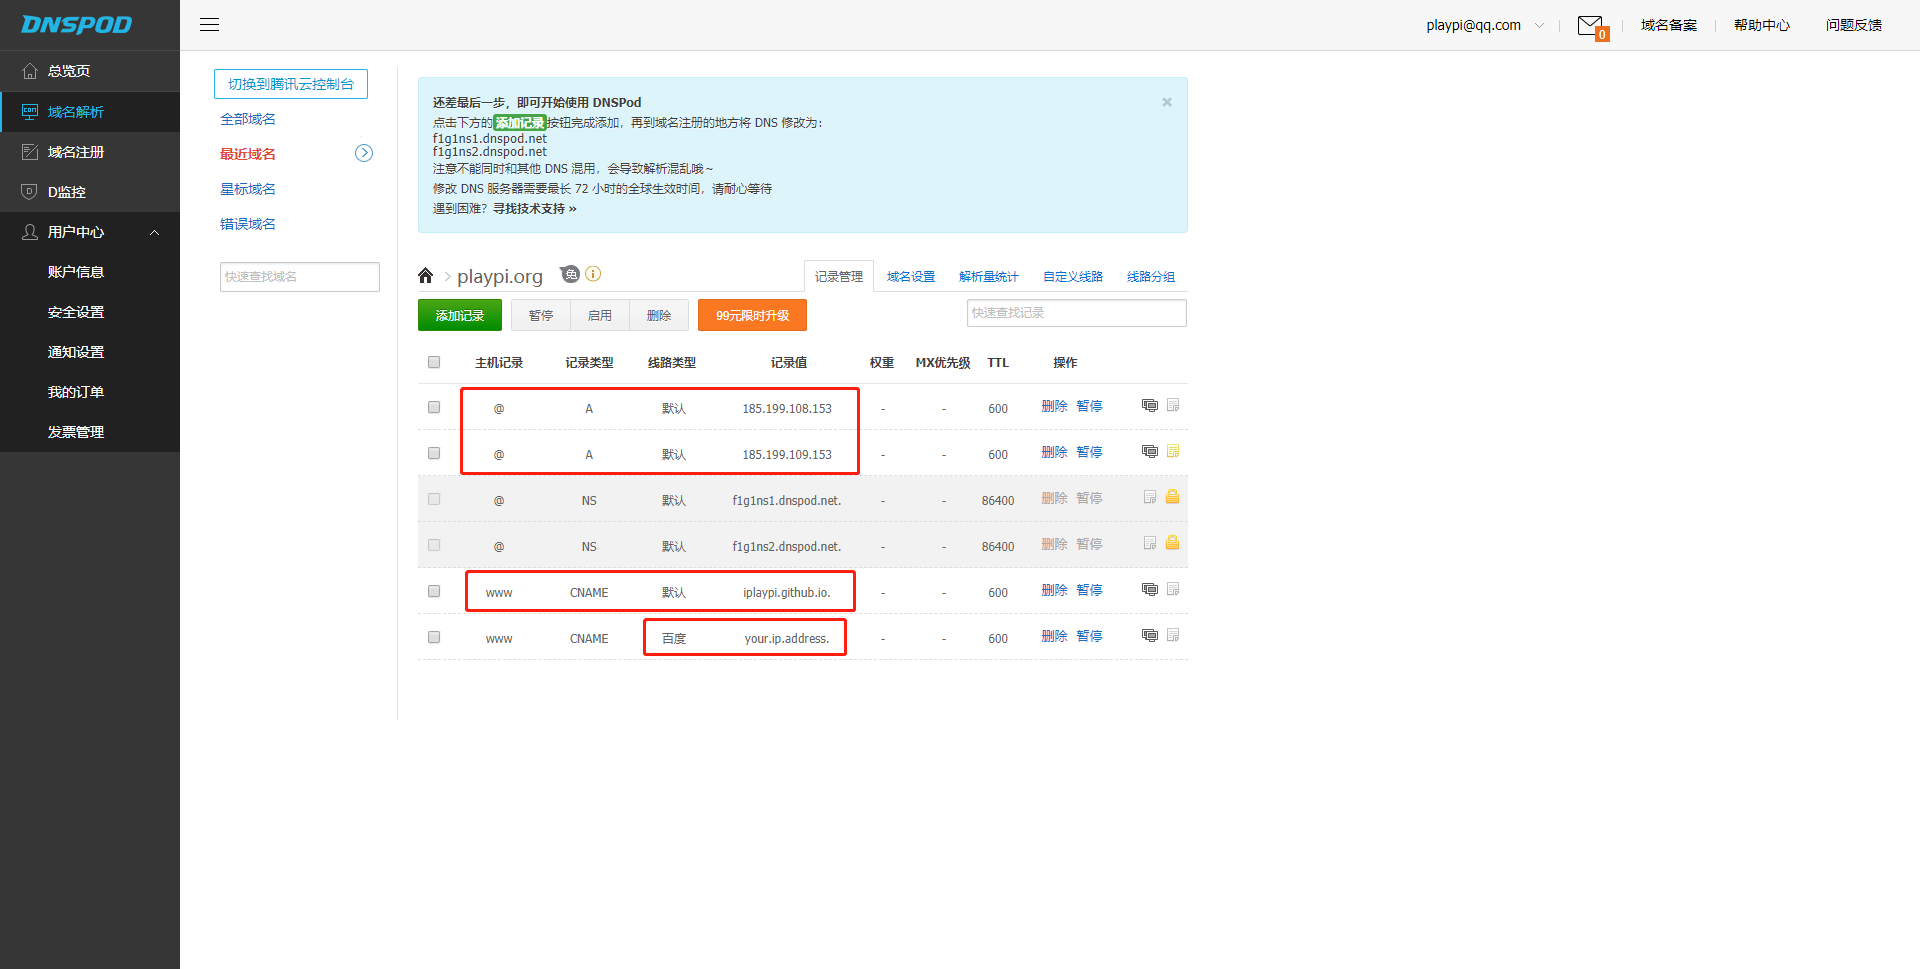 DNSPOD
playpi@qq.com
0
域名备案
帮助中心
问题反馈
总览页
域名解析
域名注册
D监控
用户中心
账户信息
安全设置
通知设置
我的订单
发票管理
切换到腾讯云控制台
全部域名
最近域名
星标域名
错误域名
快速查找域名
还差最后一步，即可开始使用 DNSPod
点击下方的添加记录按钮完成添加，再到域名注册的地方将 DNS 修改为：
f1g1ns1.dnspod.net
f1g1ns2.dnspod.net
注意不能同时和其他 DNS 混用，会导致解析混乱哦～
修改 DNS 服务器需要最长 72 小时的全球生效时间，请耐心等待
遇到困难？寻找技术支持 »
playpi.org 免
记录管理 域名设置 解析量统计 自定义线路 线路分组
添加记录 暂停 启用 删除 99元限时升级 快速查找记录
主机记录 记录类型 线路类型 记录值 权重 MX优先级 TTL 操作
@ A 默认 185.199.108.153 - - 600 删除 暂停
@ A 默认 185.199.109.153 - - 600 删除 暂停
@ NS 默认 f1g1ns1.dnspod.net. - - 86400 删除 暂停
@ NS 默认 f1g1ns2.dnspod.net. - - 86400 删除 暂停
www CNAME 默认 iplaypi.github.io. - - 600 删除 暂停
www CNAME 百度 your.ip.address. - - 600 删除 暂停